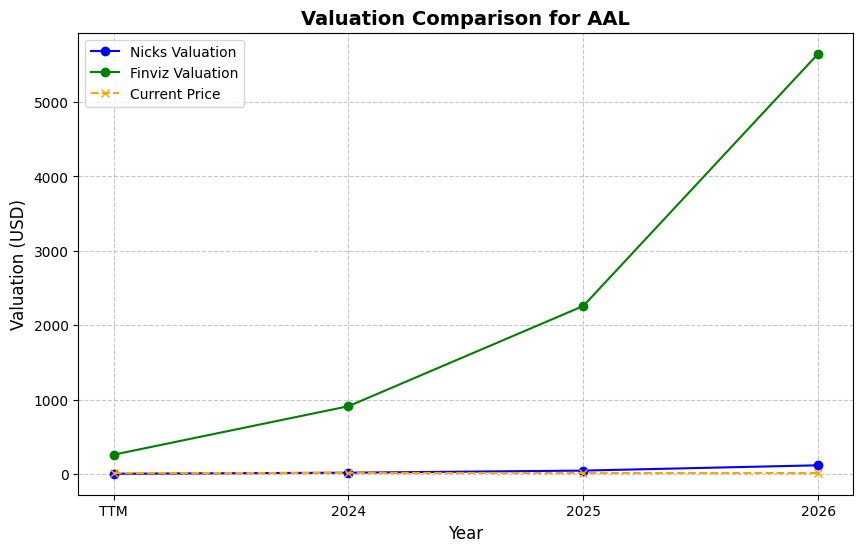 Valuation Comparison for AAL
Nicks Valuation
Finviz Valuation
Current Price
Valuation (USD)
5000
4000
3000
2000
1000
0
TTM
2024
2025
2026
Year